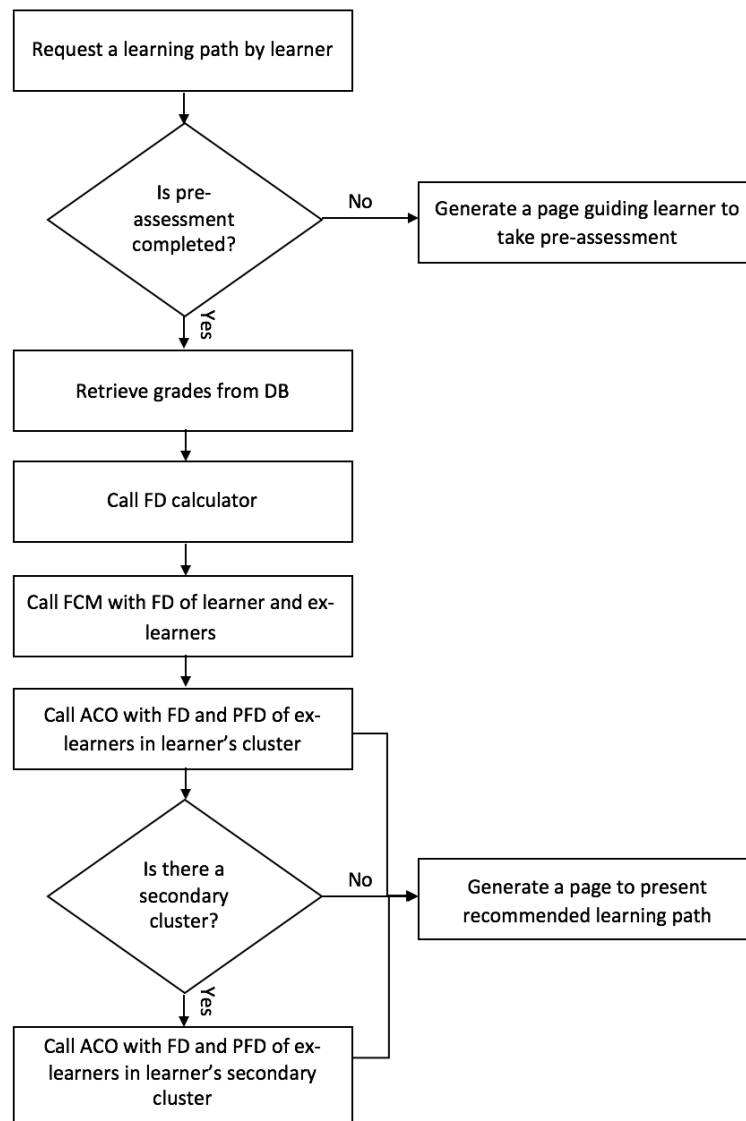 Request a learning path by learner
Is pre-
assessment
completed?
No
Generate a page guiding learner to
take pre-assessment
Yes
Retrieve grades from DB
Call FD calculator
Call FCM with FD of learner and ex-
learners
Call ACO with FD and PFD of ex-
learners in learner's cluster
Is there a
secondary
cluster?
No
Generate a page to present
recommended learning path
Yes
Call ACO with FD and PFD of ex-
learners in learner's secondary
cluster